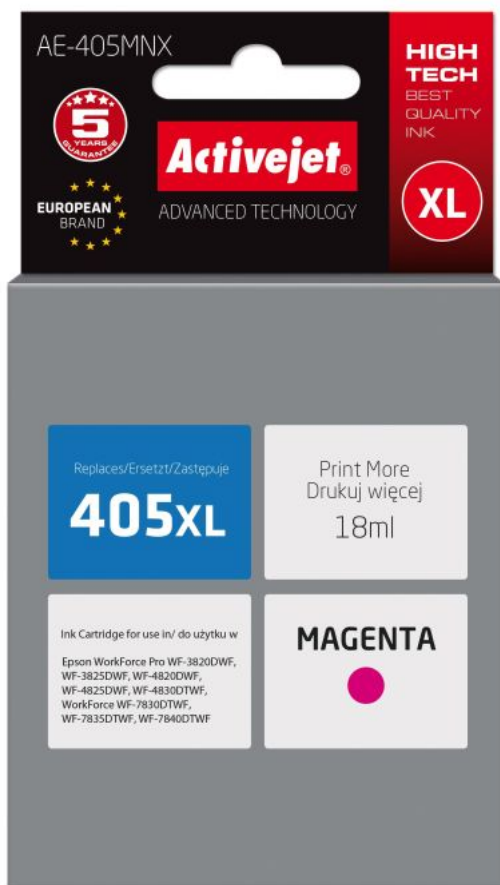 AE-405MNX
HIGH
TECH
BEST
QUALITY
INK
5
YEARS
GUARANTEE
Activejet®
EUROPEAN
BRAND
ADVANCED TECHNOLOGY
XL
Replaces/Ersetzt/Zastępuje
405XL
Print More
Drukuj więcej
18ml
Ink Cartridge for use in/ do użytku w
Epson WorkForce Pro WF-3820DWF,
WF-3825DWF, WF-4820DWF,
WF-4825DWF, WF-4830DTWF,
WorkForce WF-7830DTWF,
WF-7835DTWF, WF-7840DTWF
MAGENTA